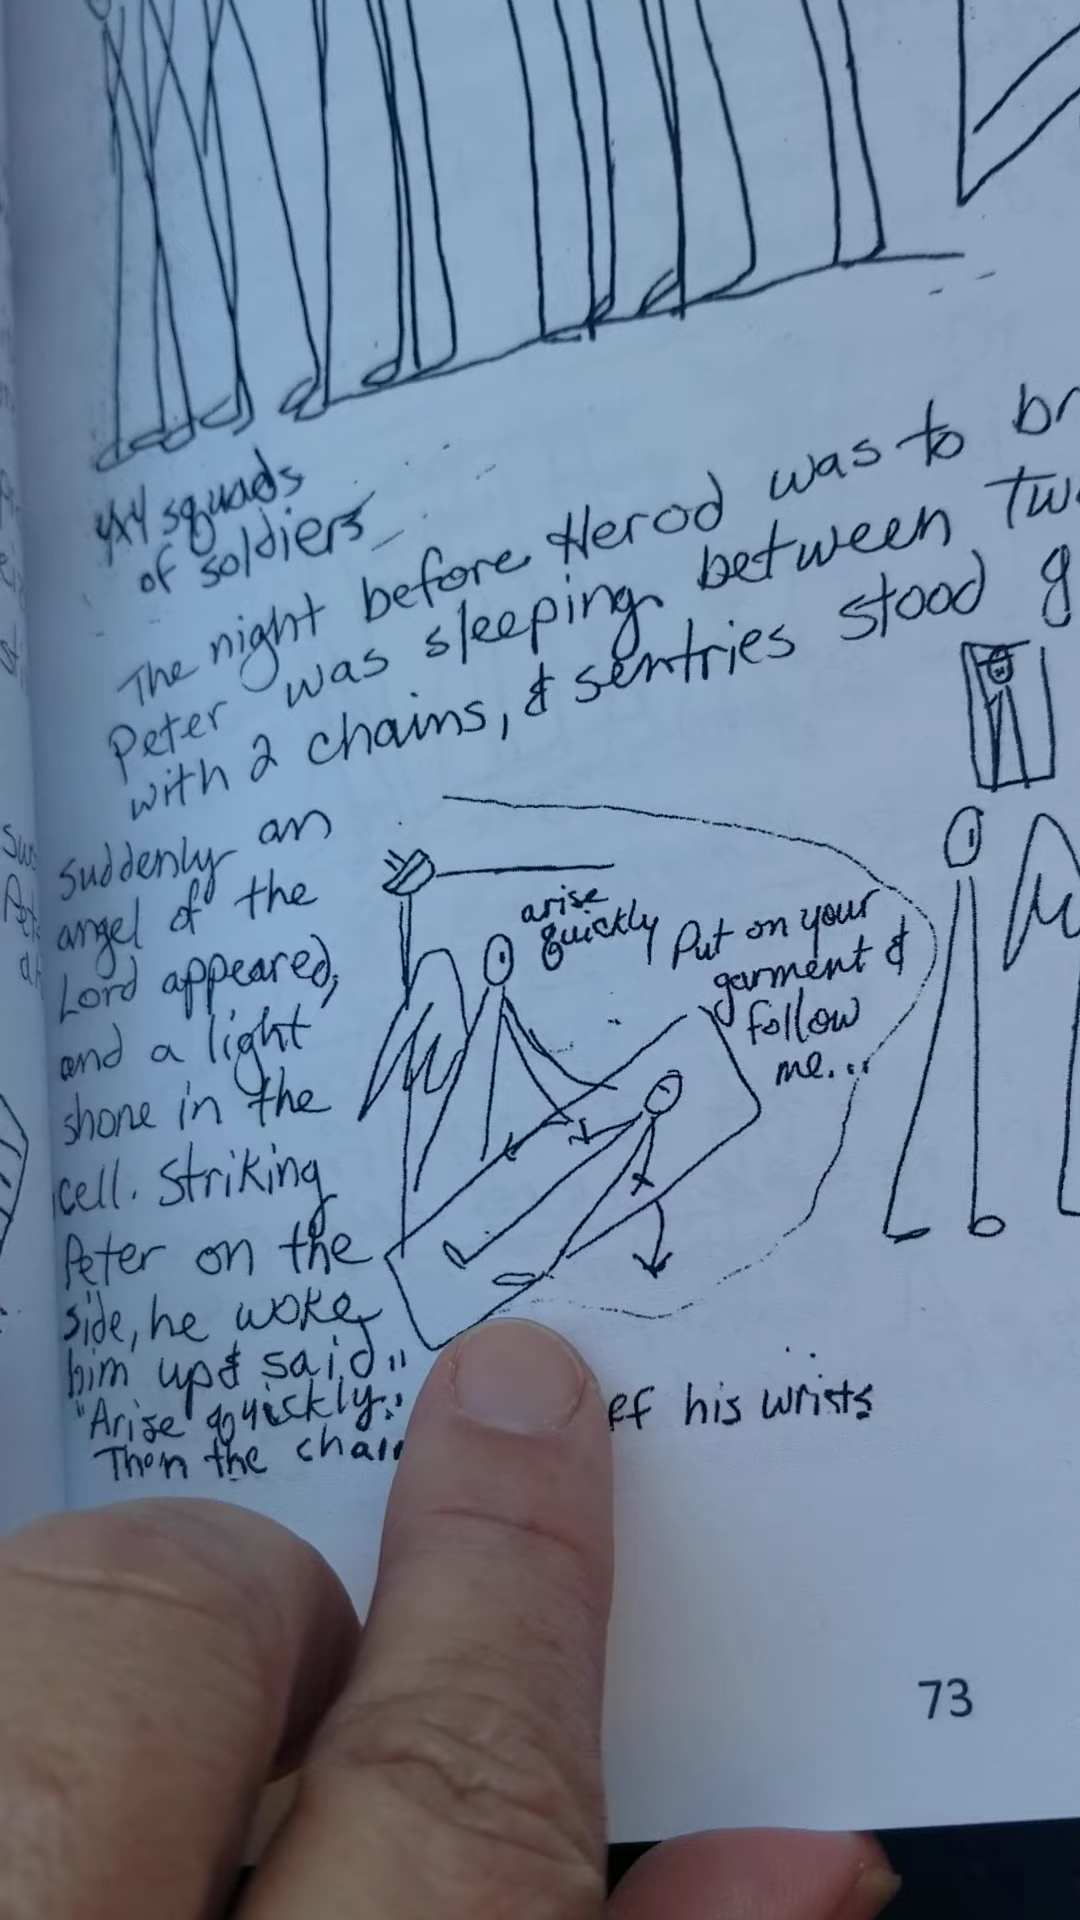 4x4 squads
of soldiers
The night before Herod was to br
Peter was sleeping between tw
with 2 chains, & sentries stood g
Suddenly an
angel of the
Lord appeared,
and a light
shone in the
cell. Striking
Peter on the
side, he woke
him up & said"
"Arise quickly."
Then the chain ef his wrists
arise
quickly
Put on your
garment &
follow
me...
73